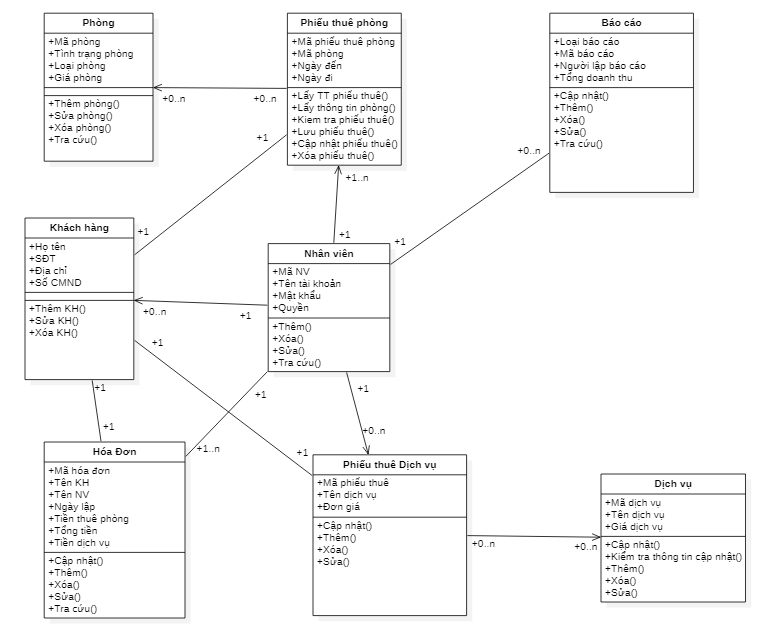 Phòng
+Mã phòng
+Tình trạng phòng
+Loại phòng
+Giá phòng
+Thêm phòng()
+Sửa phòng()
+Xóa phòng()
+Tra cứu()
Phiếu thuê phòng
+Mã phiếu thuê phòng
+Mã phòng
+Ngày đến
+Ngày đi
+Lấy TT phiếu thuê()
+Lấy thông tin phòng()
+Kiem tra phiếu thuê()
+Lưu phiếu thuê()
+Cập nhật phiếu thuê()
+Xóa phiếu thuê()
Báo cáo
+Loại báo cáo
+Mã báo cáo
+Người lập báo cáo
+Tổng doanh thu
+Cập nhật()
+Thêm()
+Xóa()
+Sửa()
+Tra cứu()
+0..n
+0..n
+1
+1
+1..n
+1
+0..n
+1
Khách hàng
+Họ tên
+SĐT
+Địa chỉ
+Số CMND
+Thêm KH()
+Sửa KH()
+Xóa KH()
Nhân viên
+Mã NV
+Tên tài khoản
+Mật khẩu
+Quyền
+Thêm()
+Xóa()
+Sửa()
+Tra cứu()
+0..n
+1
+1
+1
+1
+1
+1
+1..n
+1
+0..n
Hóa Đơn
+Mã hóa đơn
+Tên KH
+Tên NV
+Ngày lập
+Tiền thuê phòng
+Tổng tiền
+Tiền dịch vụ
+Cập nhật()
+Thêm()
+Xóa()
+Sửa()
+Tra cứu()
Phiếu thuê Dịch vụ
+Mã phiếu thuê
+Tên dịch vụ
+Đơn giá
+Cập nhật()
+Thêm()
+Xóa()
+Sửa()
+0..n
+0..n
Dịch vụ
+Mã dịch vụ
+Tên dịch vụ
+Giá dịch vụ
+Cập nhật()
+Kiểm tra thông tin cập nhật()
+Thêm()
+Xóa()
+Sửa()